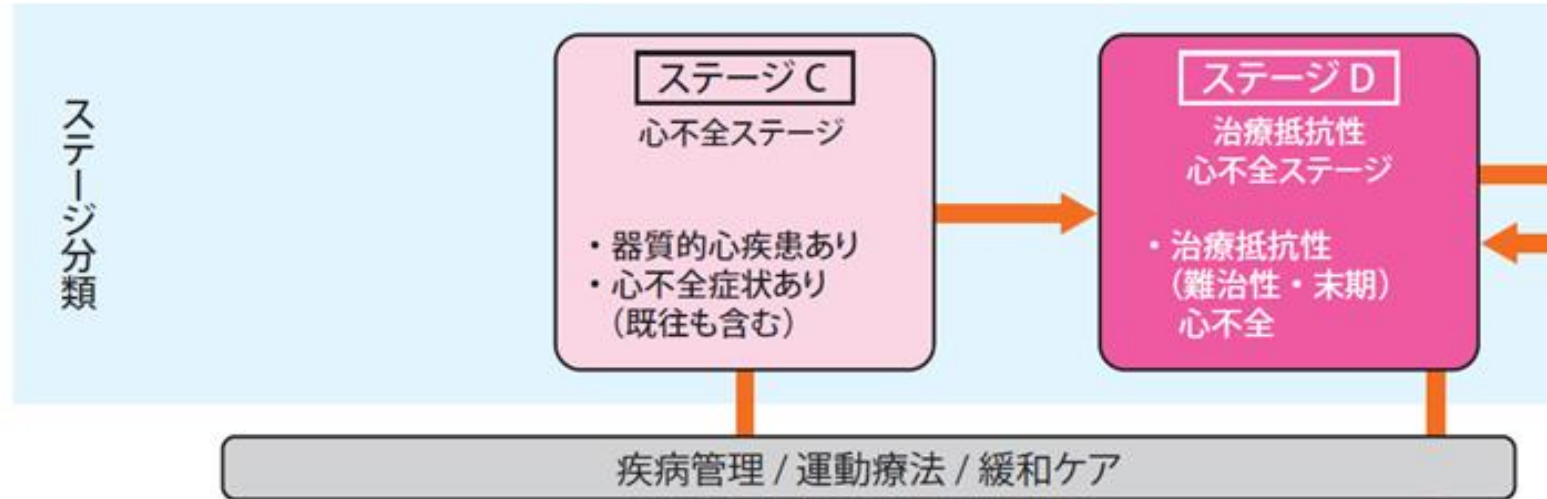 ステージ分類
ステージ C
心不全ステージ
・器質的心疾患あり
・心不全症状あり
（既往も含む）
ステージ D
治療抵抗性
心不全ステージ
・治療抵抗性
（難治性・末期）
心不全
疾病管理 / 運動療法 / 緩和ケア